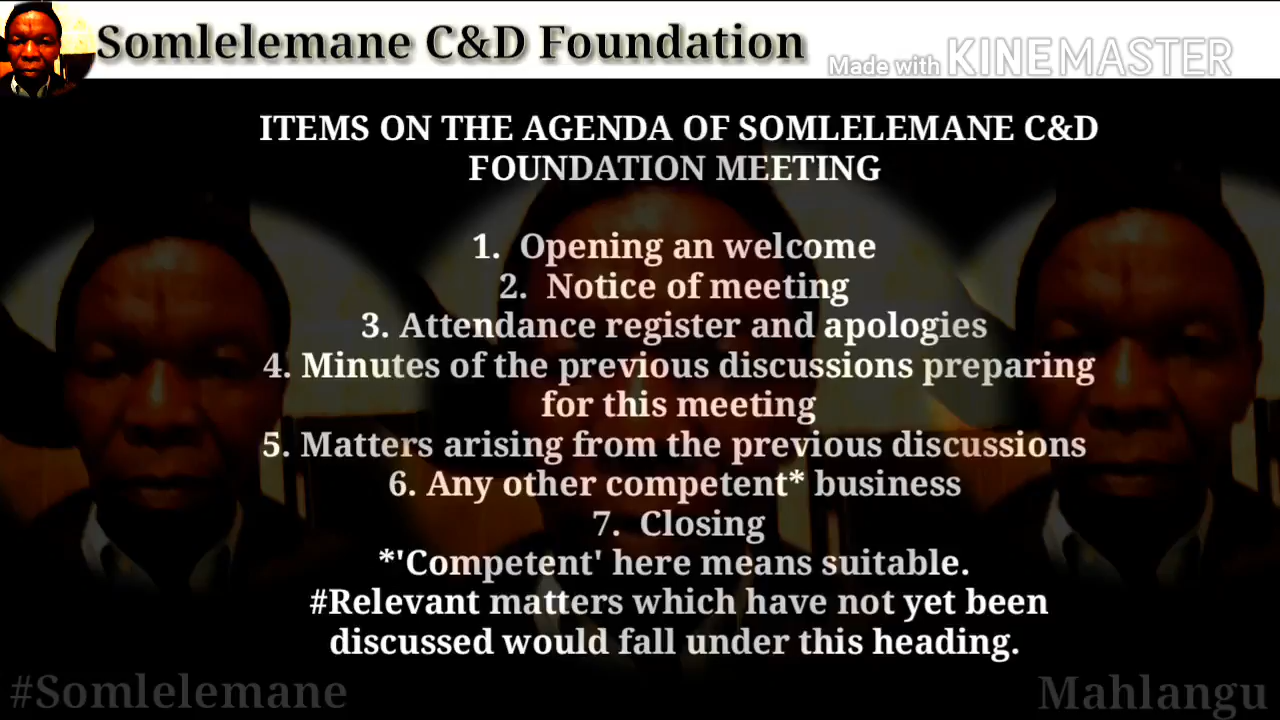 Somlelemane C&D Foundation
Made with KINEMASTER
ITEMS ON THE AGENDA OF SOMLELEMANE C&D
FOUNDATION MEETING
1. Opening an welcome
2. Notice of meeting
3. Attendance register and apologies
4. Minutes of the previous discussions preparing
for this meeting
5. Matters arising from the previous discussions
6. Any other competent* business
7. Closing
*'Competent' here means suitable.
#Relevant matters which have not yet been
discussed would fall under this heading.
#Somlelemane
Mahlangu